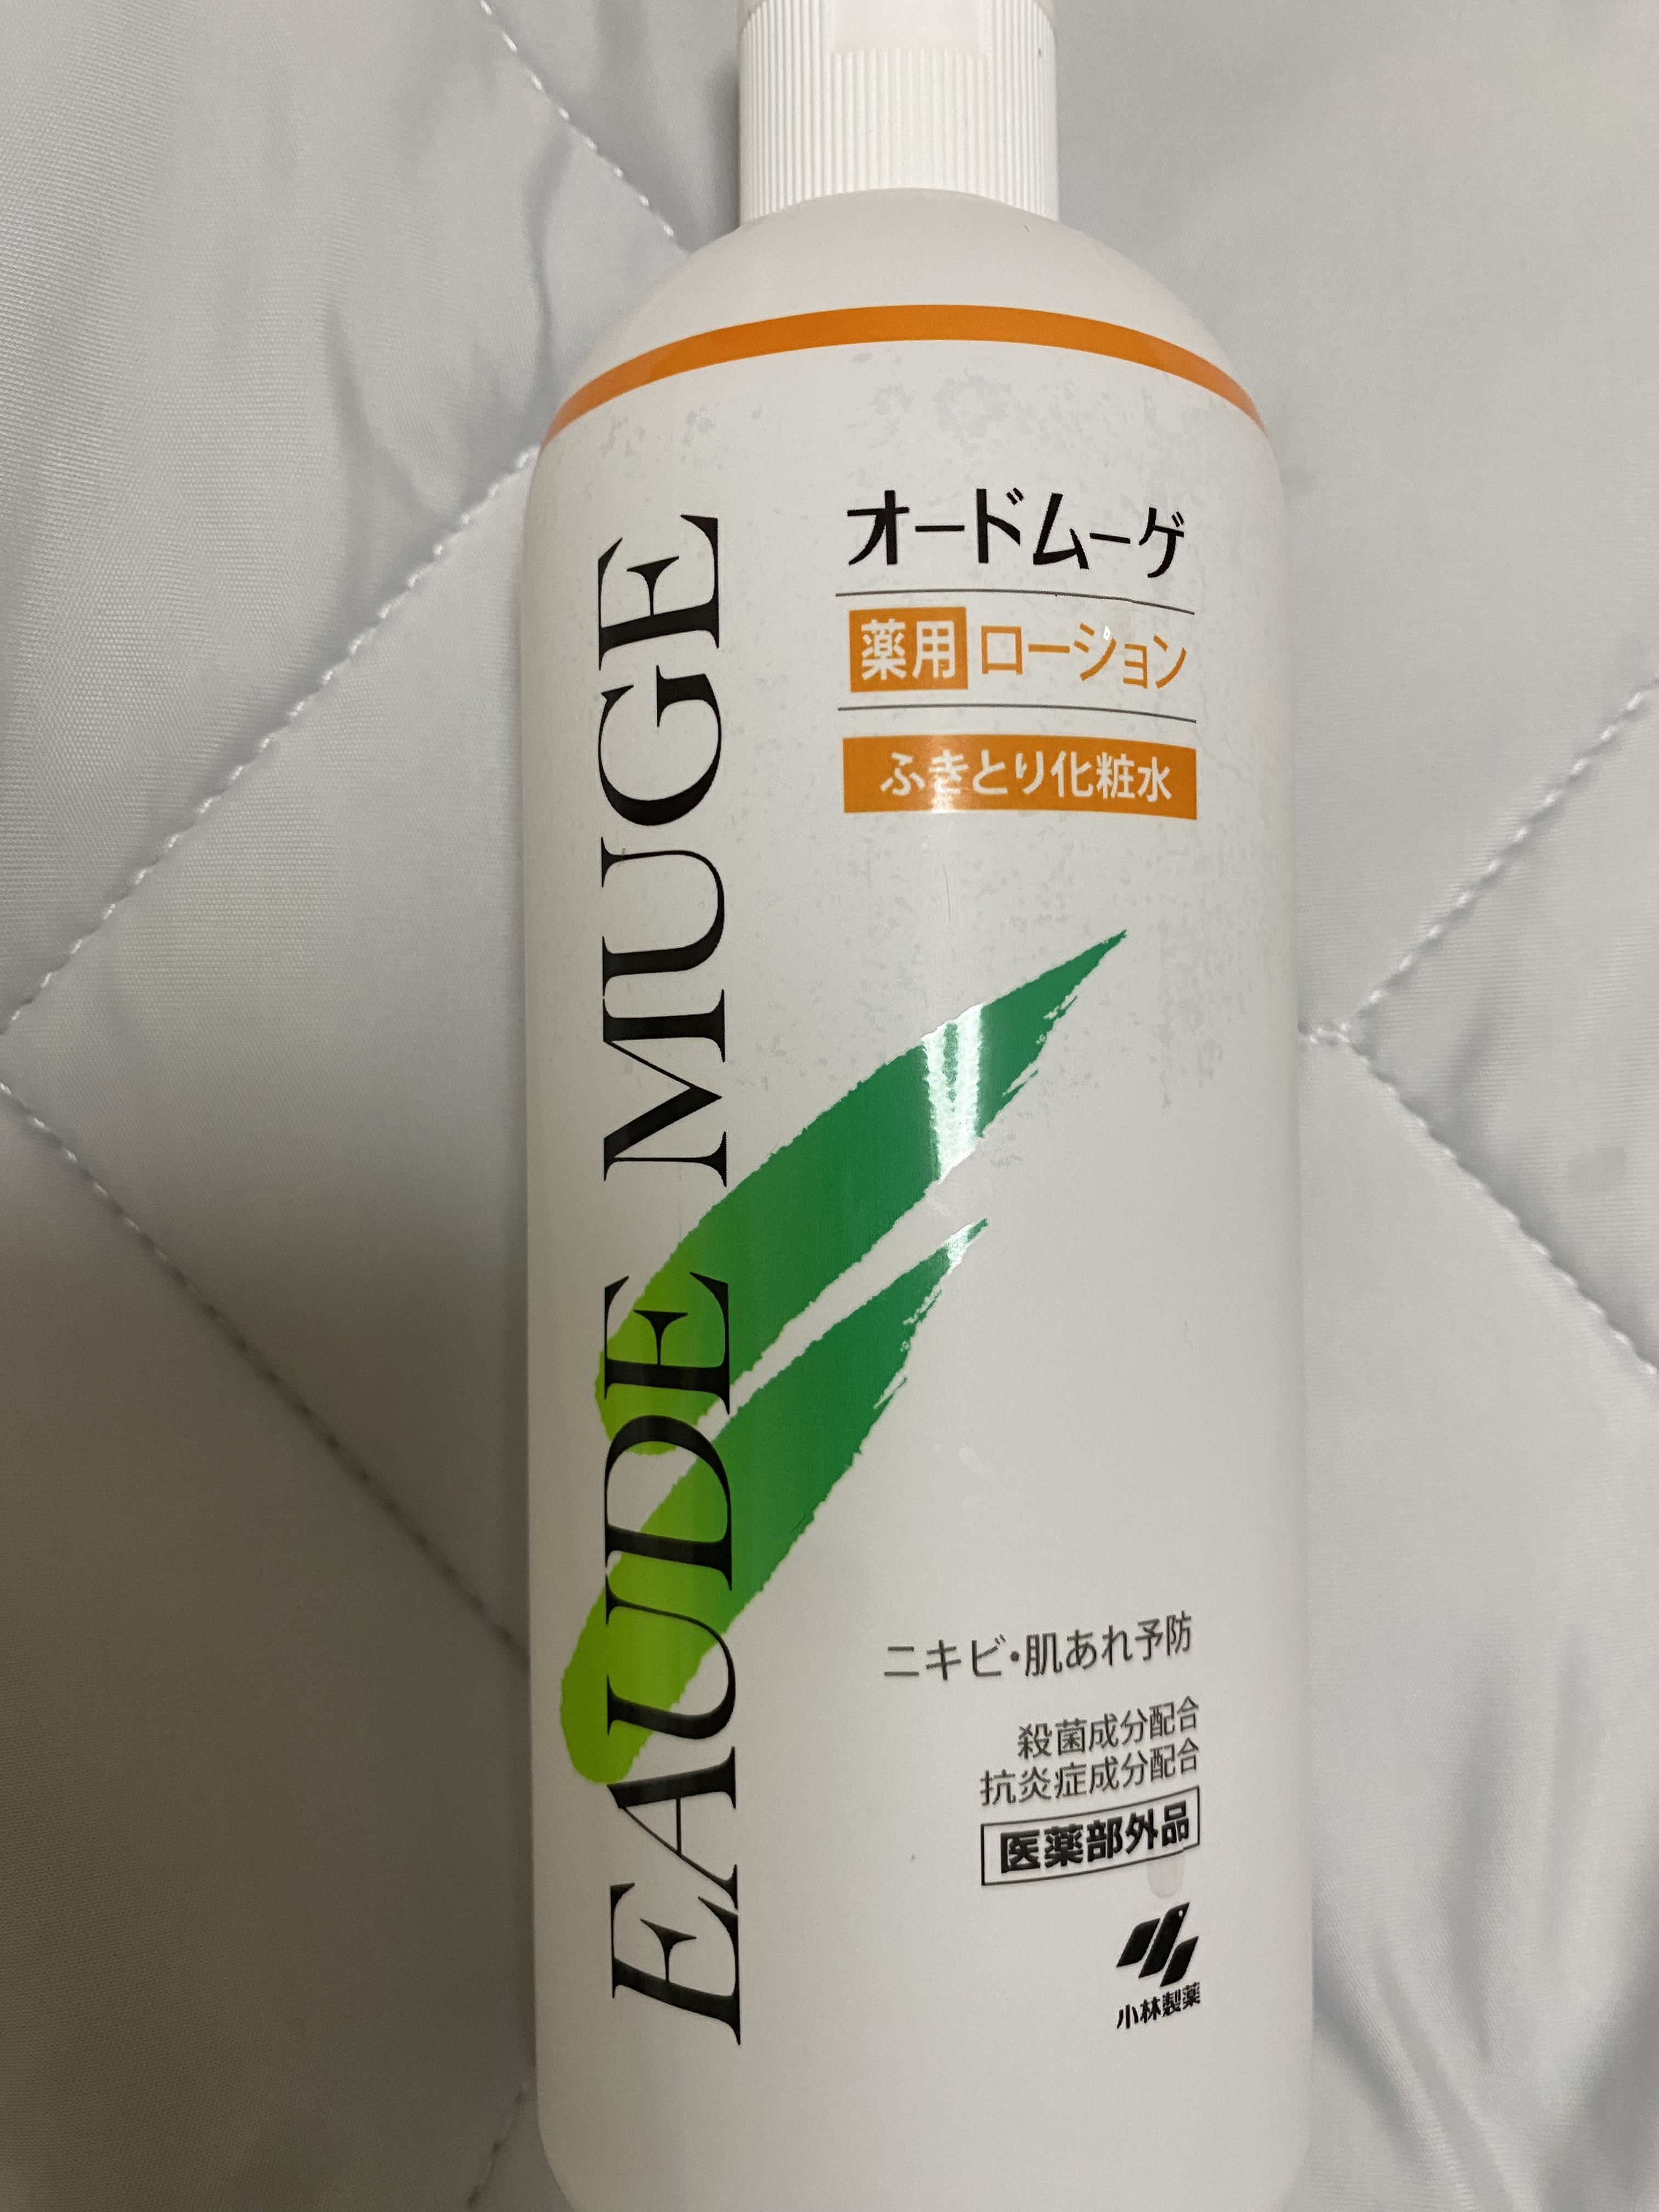 EAUDE MUGE
オードムーゲ
薬用ローション
ふきとり化粧水
ニキビ・肌あれ予防
殺菌成分配合
抗炎症成分配合
医薬部外品
小林製薬